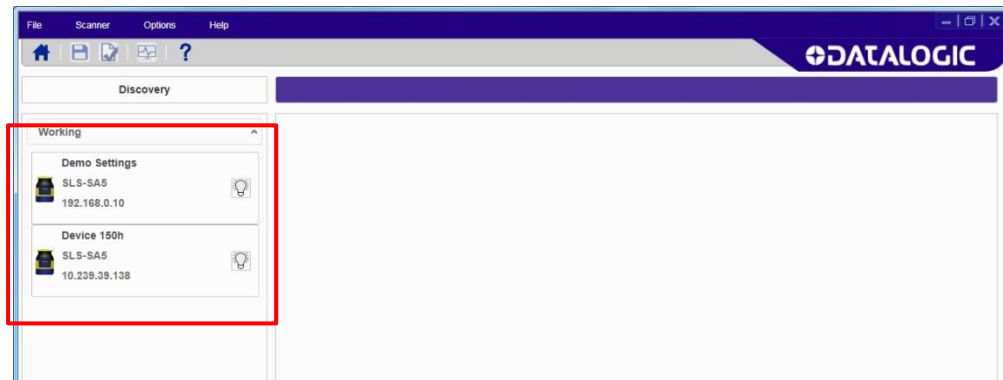 File Scanner Options Help
? DATALOGIC
Discovery
Working
Demo Settings
SLS-SA5
192.168.0.10
Device 150h
SLS-SA5
10.239.39.138